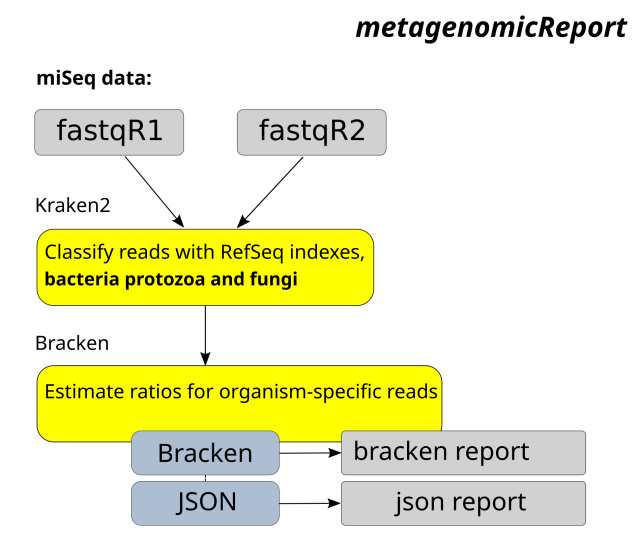 metagenomicReport
miSeq data:
fastqR1
fastqR2
Kraken2
Classify reads with RefSeq indexes,
bacteria protozoa and fungi
Bracken
Estimate ratios for organism-specific reads
Bracken
bracken report
JSON
json report